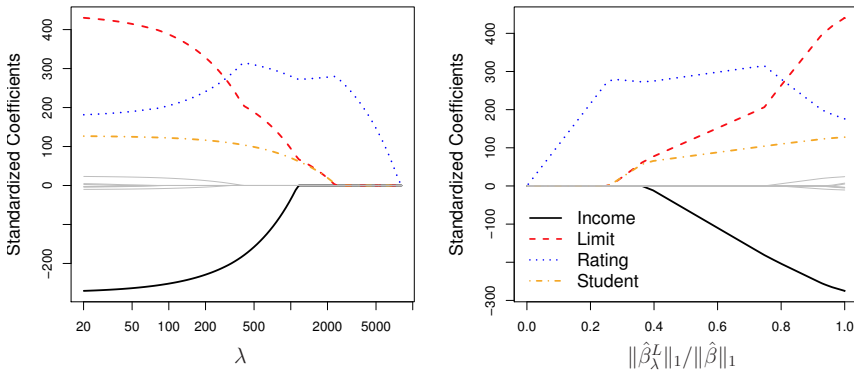 Standardized Coefficients
400
300
200
100
0
−200
20 50 100 200 500 2000 5000
λ
Standardized Coefficients
400
300
200
100
0
−100
−300
0.0 0.2 0.4 0.6 0.8 1.0
‖β̂ᴸ_λ‖₁/‖β̂‖₁
Income
Limit
Rating
Student